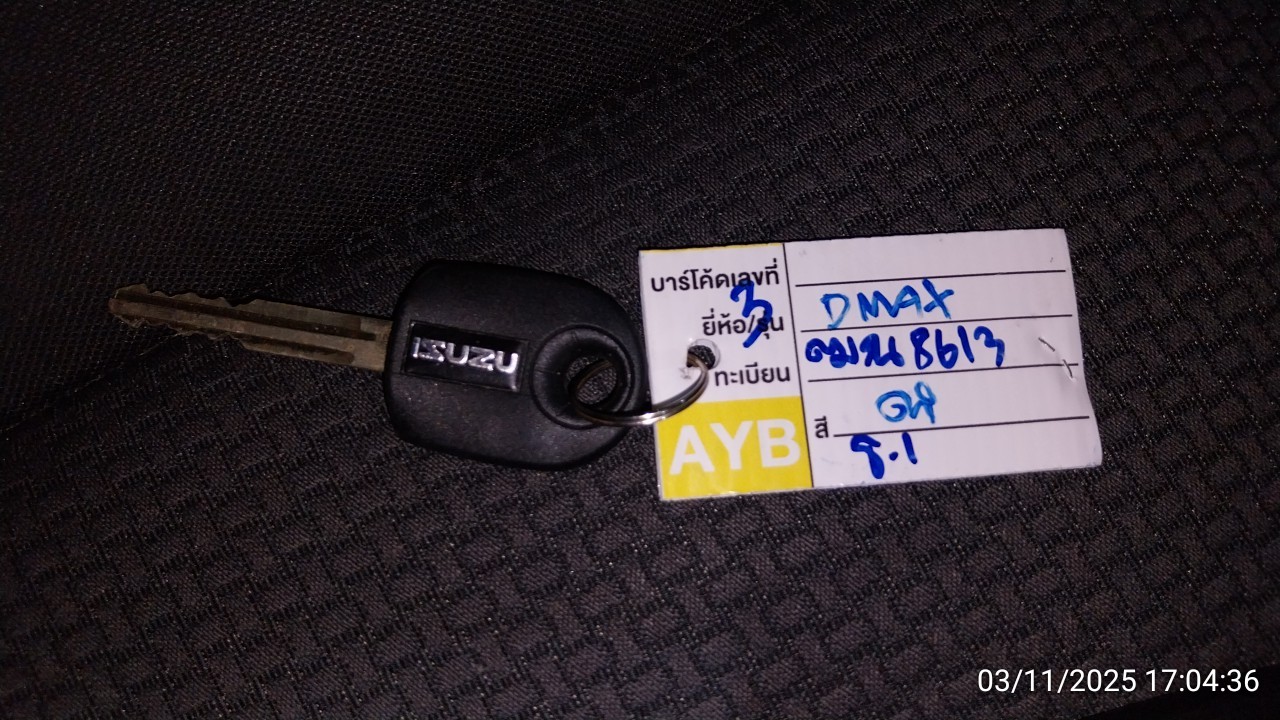 ISUZU
บาร์โค้ดเลขที่
3
ยี่ห้อ/รุ่น DMAX
ทะเบียน 8613
สี
AYB
03/11/2025 17:04:36